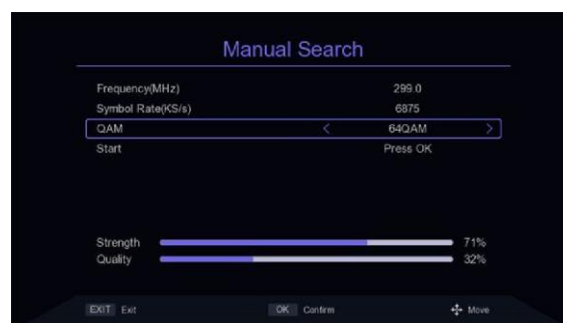 Manual Search
Frequency(MHz) 299.0
Symbol Rate(KS/s) 6875
QAM < 64QAM >
Start Press OK
Strength 71%
Quality 32%
EXIT Exit OK Confirm Move